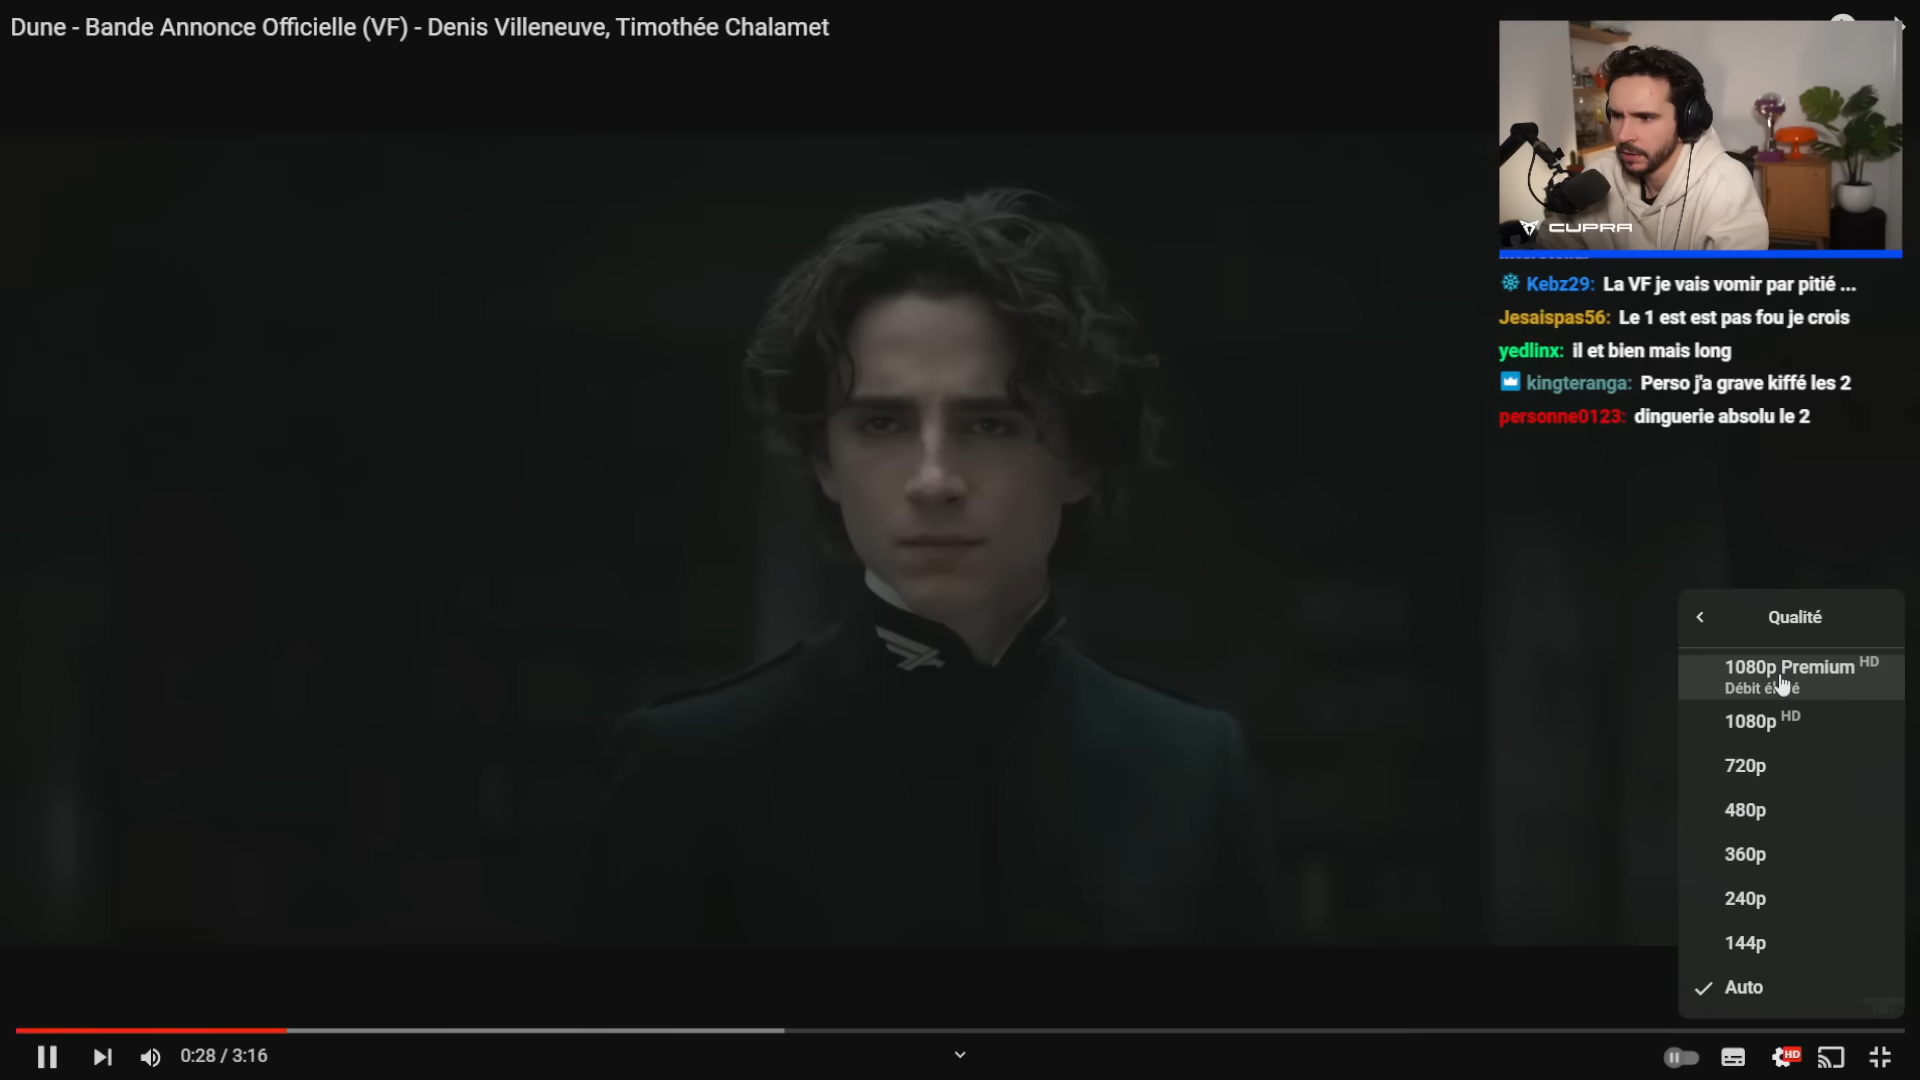 Dune - Bande Annonce Officielle (VF) - Denis Villeneuve, Timothée Chalamet
CUPRA
Kebz29: La VF je vais vomir par pitié ...
Jesaispas56: Le 1 est est pas fou je crois
yedlinx: il et bien mais long
kingteranga: Perso j'a grave kiffé les 2
personne0123: dinguerie absolu le 2
Qualité
1080p Premium HD
Débit
1080p HD
720p
480p
360p
240p
144p
Auto
0:28 / 3:16
HD